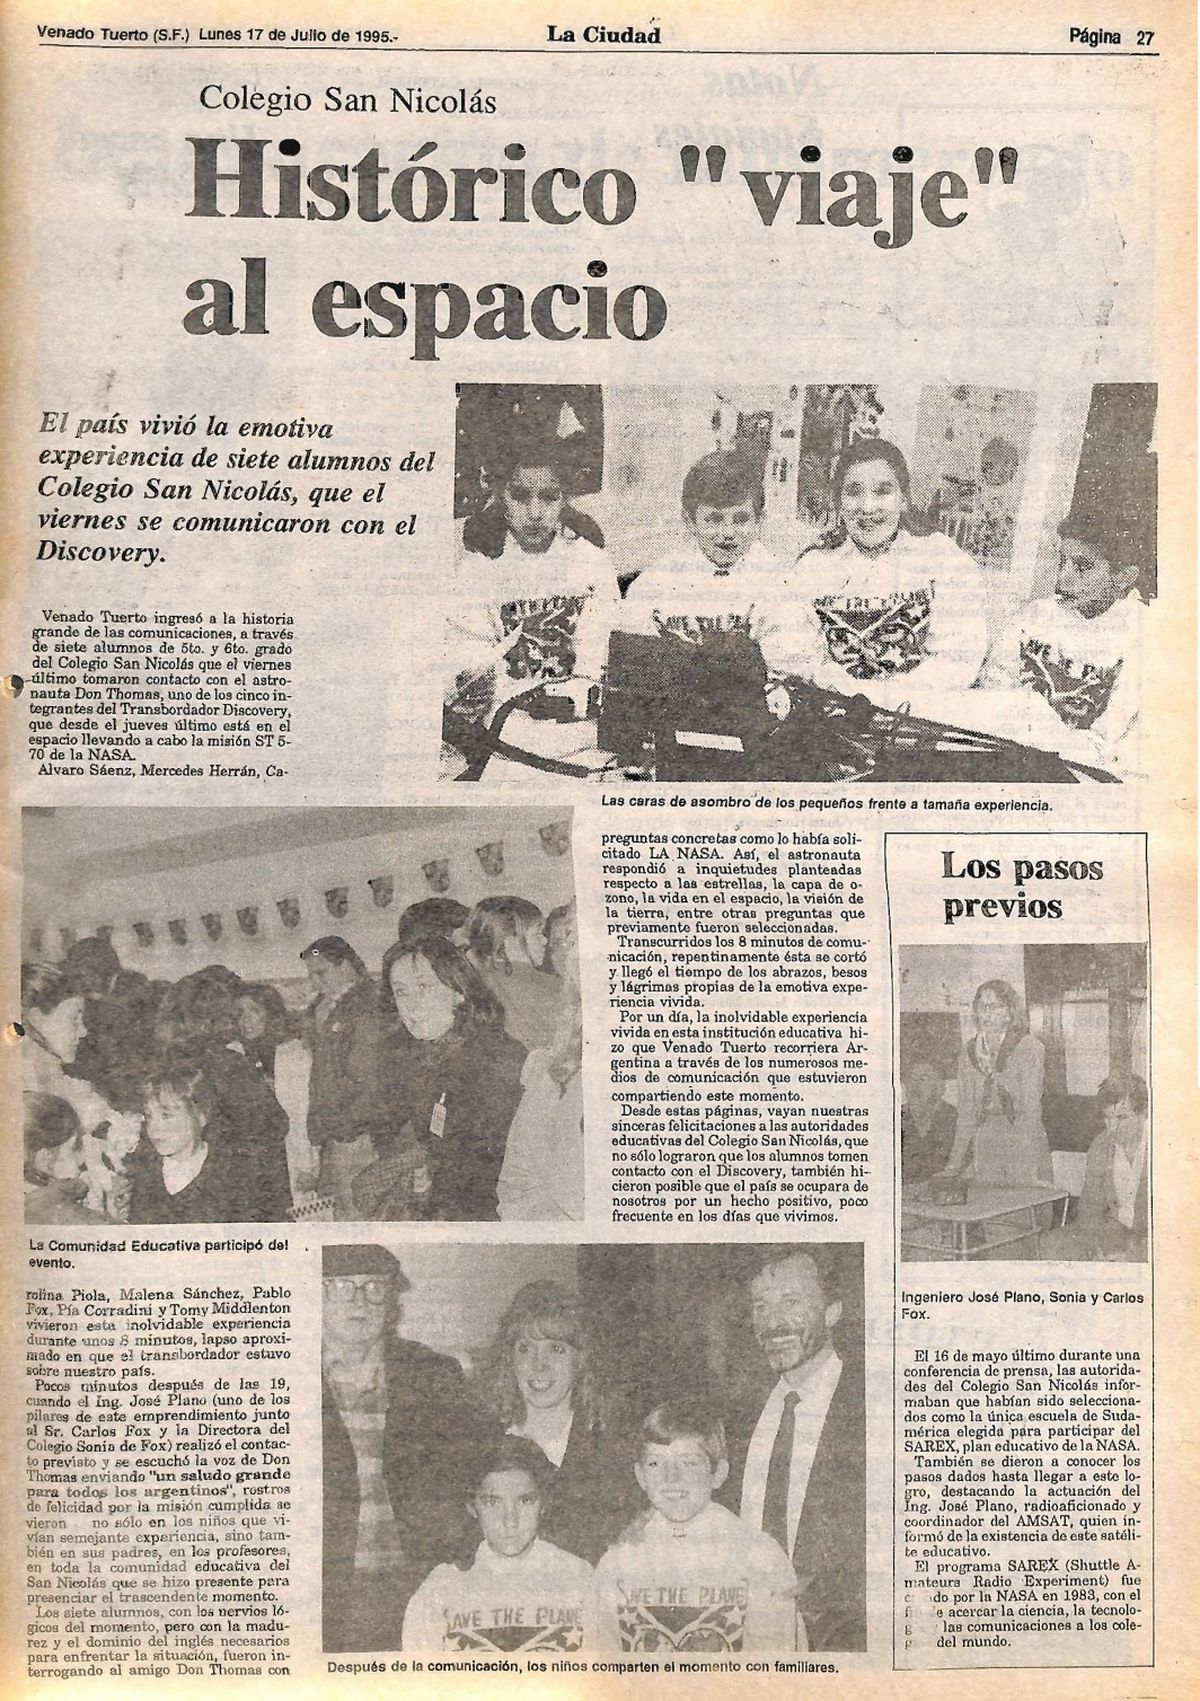 Venado Tuerto (S.F.) Lunes 17 de Julio de 1995.-
La Ciudad
Página 27
Colegio San Nicolás
Histórico "viaje"
al espacio
El país vivió la emotiva
experiencia de siete alumnos del
Colegio San Nicolás, que el
viernes se comunicaron con el
Discovery.
Venado Tuerto ingresó a la historia
grande de las comunicaciones, a través
de siete alumnos de 5to. y 6to. grado
del Colegio San Nicolás que el viernes
último tomaron contacto con el astro-
nauta Don Thomas, uno de los cinco in-
tegrantes del Transbordador Discovery,
que desde el jueves último está en el
espacio llevando a cabo la misión ST 5-
70 de la NASA.
Alvaro Sáenz, Mercedes Herrán, Ca-
Las caras de asombro de los pequeños frente a tamaña experiencia.
La Comunidad Educativa participó del
evento.
rolina Piola, Malena Sánchez, Pablo
Fox, Pía Corradini y Tomy Middlenton
vivieron esta inolvidable experiencia
durante unos 8 minutos, lapso aproxi-
mado en que el transbordador estuvo
sobre nuestro país.
Pocos minutos después de las 19,
cuando el Ing. José Plano (uno de los
pilares de este emprendimiento junto
al Sr. Carlos Fox y la Directora del
Colegio Sonia de Fox) realizó el contac-
to previsto y se escuchó la voz de Don
Thomas enviando "un saludo grande
para todos los argentinos", rostros
de felicidad por la misión cumplida se
vieron no sólo en los niños que vi-
vían semejante experiencia, sino tam-
bién en sus padres, en los profesores,
en toda la comunidad educativa del
San Nicolás que se hizo presente para
presenciar el trascendente momento.
Los siete alumnos, con los nervios ló-
gicos del momento, pero con la madu-
rez y el dominio del inglés necesarios
para enfrentar la situación, fueron in-
terrogando al amigo Don Thomas con
preguntas concretas como lo había soli-
citado LA NASA. Así, el astronauta
respondió a inquietudes planteadas
respecto a las estrellas, la capa de o-
zono, la vida en el espacio, la visión de
la tierra, entre otras preguntas que
previamente fueron seleccionadas.
Transcurridos los 8 minutos de comu-
nicación, repentinamente ésta se cortó
y llegó el tiempo de los abrazos, besos
y lágrimas propias de la emotiva expe-
riencia vivida.
Por un día, la inolvidable experiencia
vivida en esta institución educativa hi-
zo que Venado Tuerto recorriera Ar-
gentina a través de los numerosos me-
dios de comunicación que estuvieron
compartiendo este momento.
Desde estas páginas, vayan nuestras
sinceras felicitaciones a las autoridades
educativas del Colegio San Nicolás, que
no sólo lograron que los alumnos tomen
contacto con el Discovery, también hi-
cieron posible que el país se ocupara de
nosotros por un hecho positivo, poco
frecuente en los días que vivimos.
SAVE THE PLANE
SAVE THE PLANE
Después de la comunicación, los niños comparten el momento con familiares.
Los pasos
previos
Ingeniero José Plano, Sonia y Carlos
Fox.
El 16 de mayo último durante una
conferencia de prensa, las autorida-
des del Colegio San Nicolás infor-
maban que habían sido selecciona-
dos como la única escuela de Suda-
mérica elegida para participar del
SAREX, plan educativo de la NASA.
También se dieron a conocer los
pasos dados hasta llegar a este lo-
gro, destacando la actuación del
Ing. José Plano, radioaficionado y
coordinador del AMSAT, quien in-
formó de la existencia de este satéli-
te educativo.
El programa SAREX (Shuttle A-
mateurs Radio Experiment) fue
do por la NASA en 1983, con el
acercar la ciencia, la tecnolo-
las comunicaciones a los cole-
del mundo.